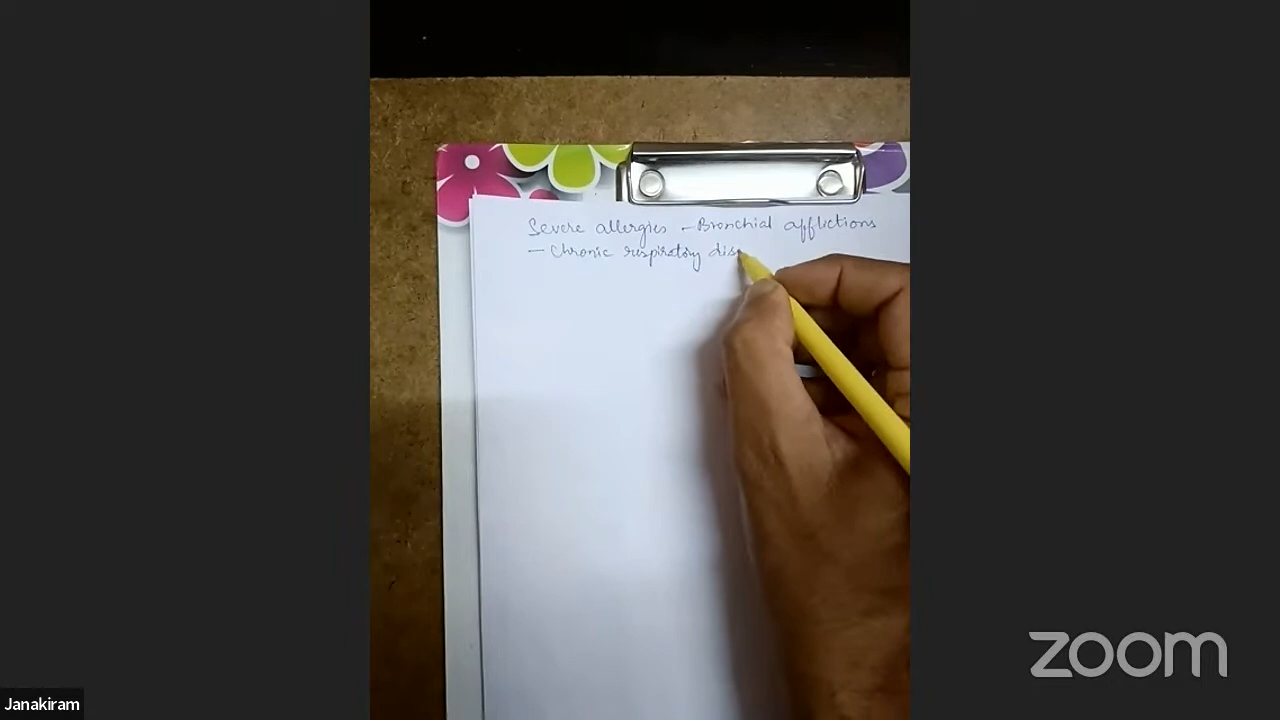 Severe allergies - Bronchial afflictions
- Chronic respiratory dis
zoom
Janakiram